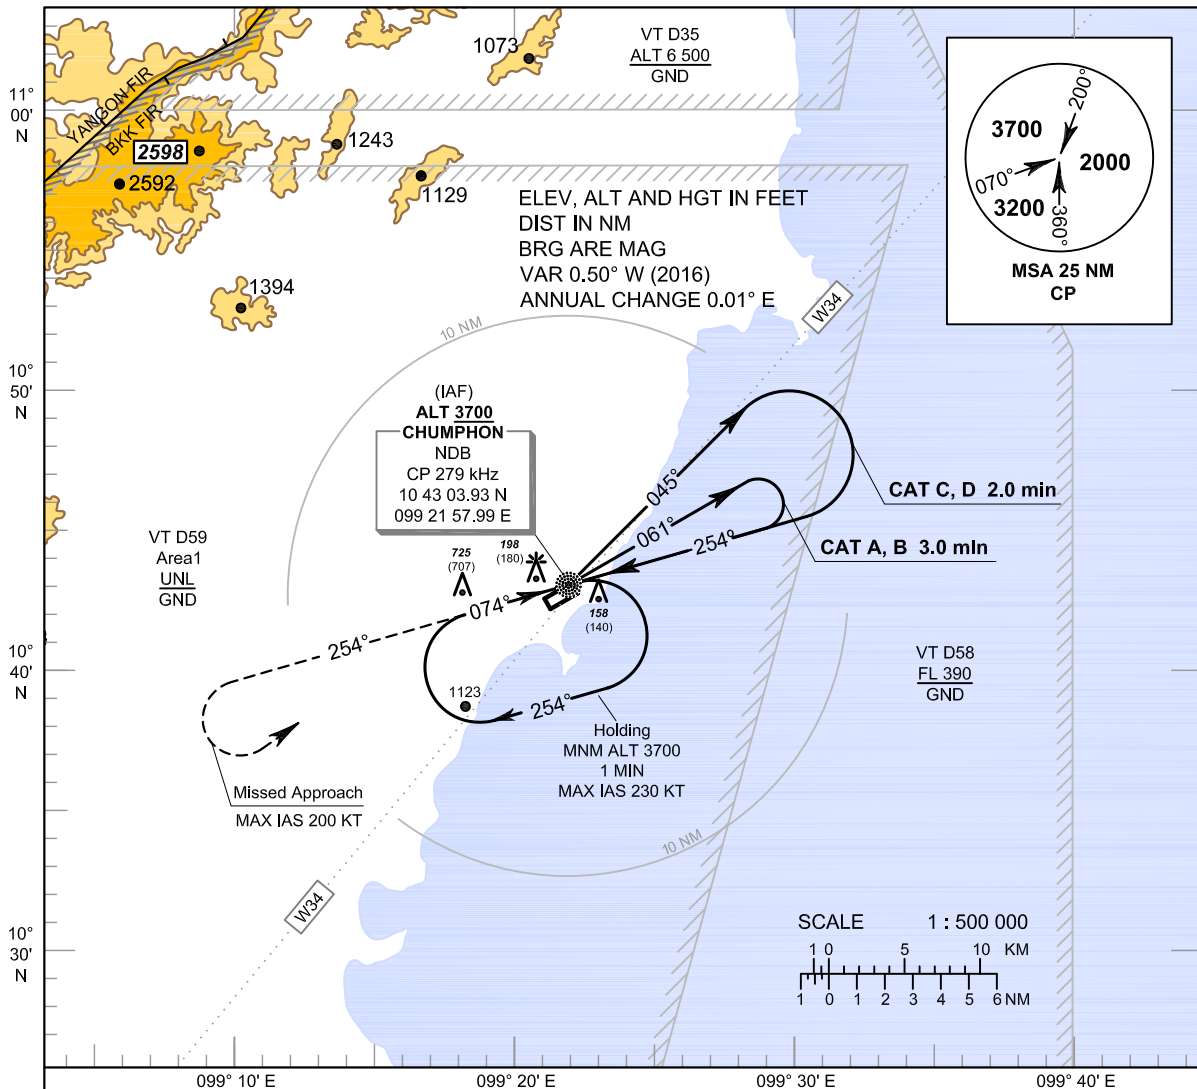 1073
VT D35
ALT 6 500
GND
11°
00'
N
YANGON FIR
BKK FIR
2598
2592
1243
1129
200°
3700
2000
070°
3200
360°
MSA 25 NM
CP
ELEV, ALT AND HGT IN FEET
DIST IN NM
BRG ARE MAG
VAR 0.50° W (2016)
ANNUAL CHANGE 0.01° E
1394
W34
10 NM
10°
50'
N
(IAF)
ALT 3700
CHUMPHON
NDB
CP 279 kHz
10 43 03.93 N
099 21 57.99 E
045°
061°
254°
CAT C, D 2.0 min
CAT A, B 3.0 mln
VT D59
Area1
UNL
GND
725
(707)
198
(180)
158
(140)
074°
254°
10°
40'
N
VT D58
FL 390
GND
1123
254°
Holding
MNM ALT 3700
1 MIN
MAX IAS 230 KT
Missed Approach
MAX IAS 200 KT
10 NM
W34
10°
30'
N
SCALE 1 : 500 000
1 0 5 10 KM
1 0 1 2 3 4 5 6 NM
099° 10' E
099° 20' E
099° 30' E
099° 40' E